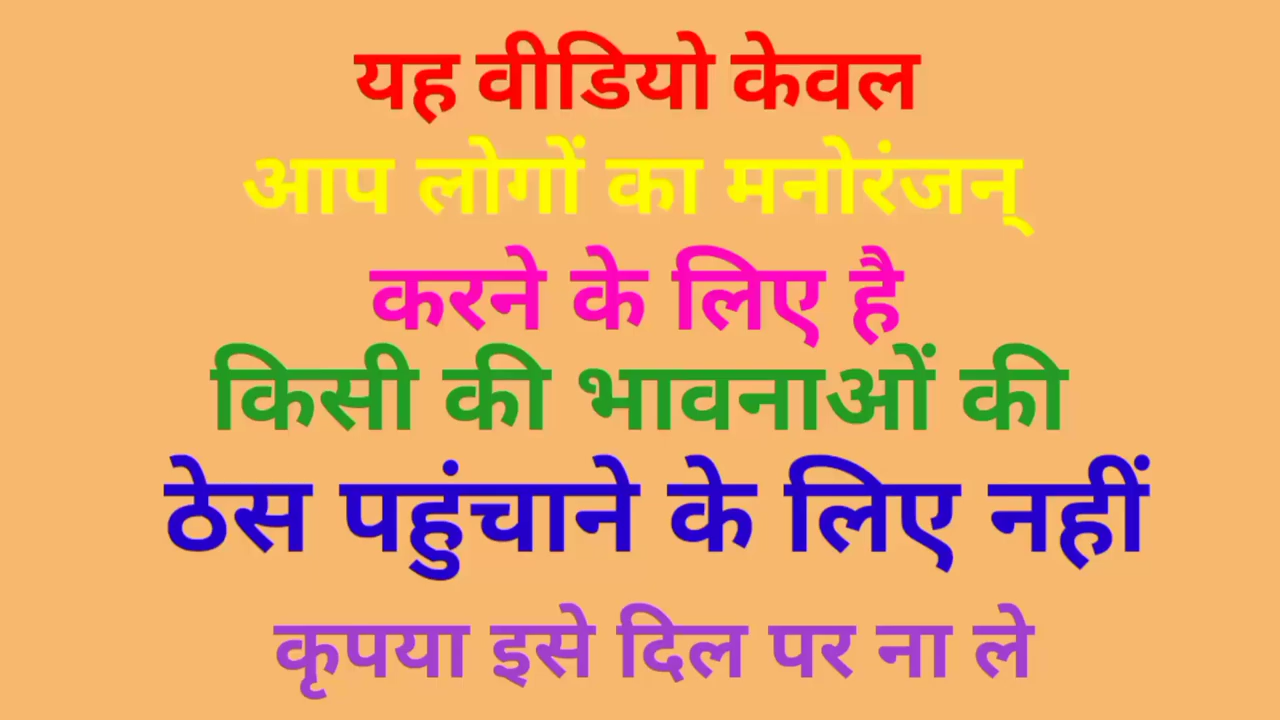 यह वीडियो केवल
आप लोगों का मनोरंजन्
करने के लिए है
किसी की भावनाओं की
ठेस पहुंचाने के लिए नहीं
कृपया इसे दिल पर ना ले